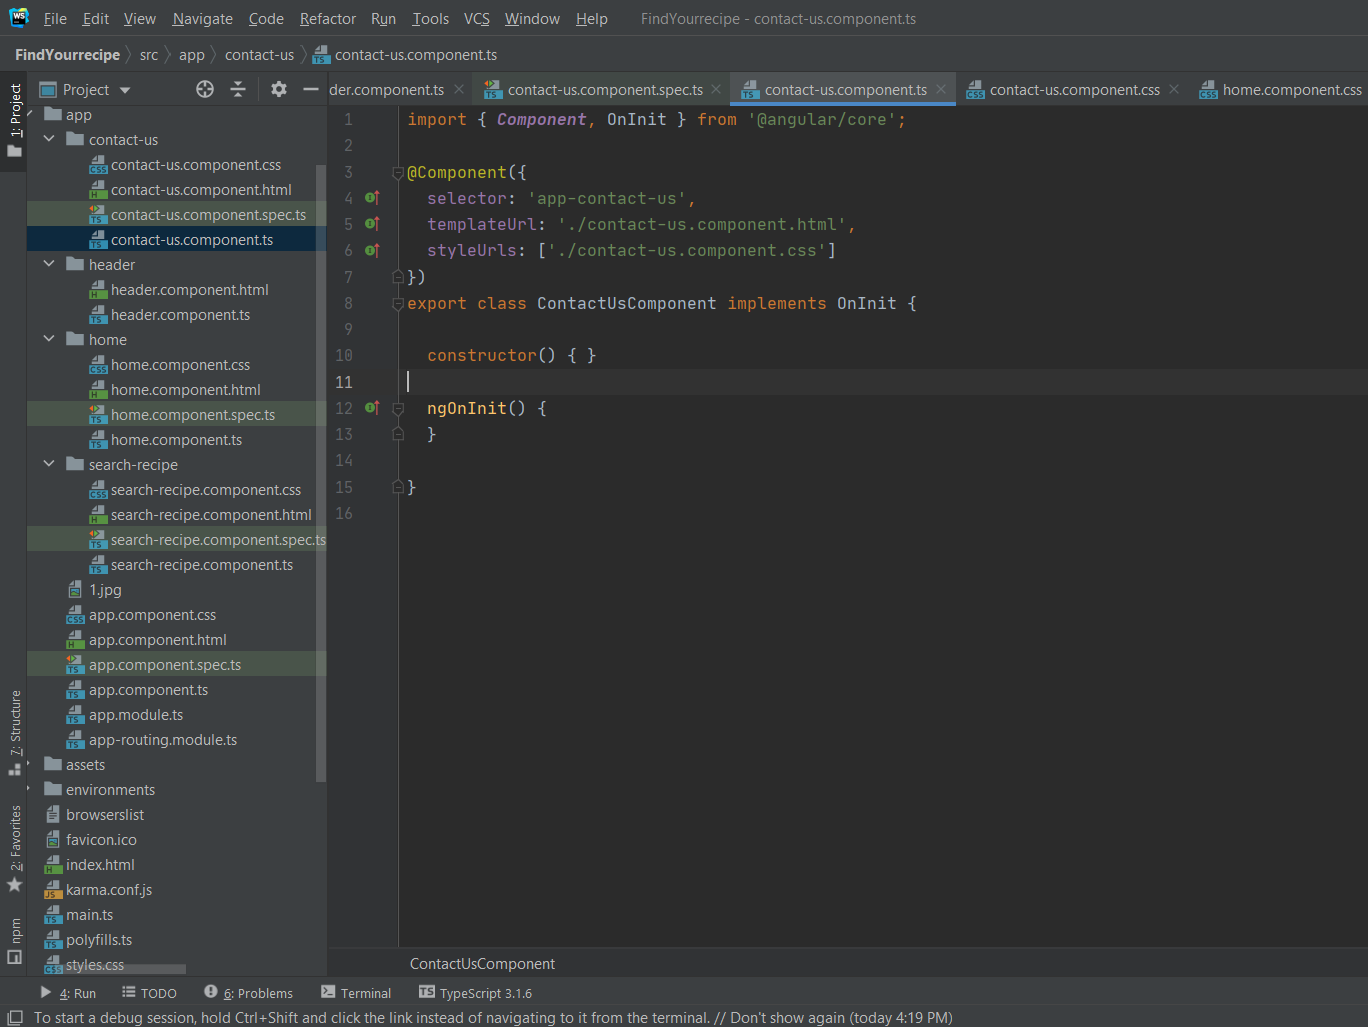 WS File Edit View Navigate Code Refactor Run Tools VCS Window Help FindYourrecipe - contact-us.component.ts
FindYourrecipe src app contact-us contact-us.component.ts
Project
der.component.ts contact-us.component.spec.ts contact-us.component.ts contact-us.component.css home.component.css
1: Project
7: Structure
2: Favorites
npm
app
contact-us
contact-us.component.css
contact-us.component.html
contact-us.component.spec.ts
contact-us.component.ts
header
header.component.html
header.component.ts
home
home.component.css
home.component.html
home.component.spec.ts
home.component.ts
search-recipe
search-recipe.component.css
search-recipe.component.html
search-recipe.component.spec.ts
search-recipe.component.ts
1.jpg
app.component.css
app.component.html
app.component.spec.ts
app.component.ts
app.module.ts
app-routing.module.ts
assets
environments
browserslist
favicon.ico
index.html
karma.conf.js
main.ts
polyfills.ts
styles.css
1 import { Component, OnInit } from '@angular/core';
2
3 @Component({
4 selector: 'app-contact-us',
5 templateUrl: './contact-us.component.html',
6 styleUrls: ['./contact-us.component.css']
7 })
8 export class ContactUsComponent implements OnInit {
9
10 constructor() { }
11
12 ngOnInit() {
13 }
14
15 }
16
ContactUsComponent
4: Run TODO 6: Problems Terminal TS TypeScript 3.1.6
To start a debug session, hold Ctrl+Shift and click the link instead of navigating to it from the terminal. // Don't show again (today 4:19 PM)